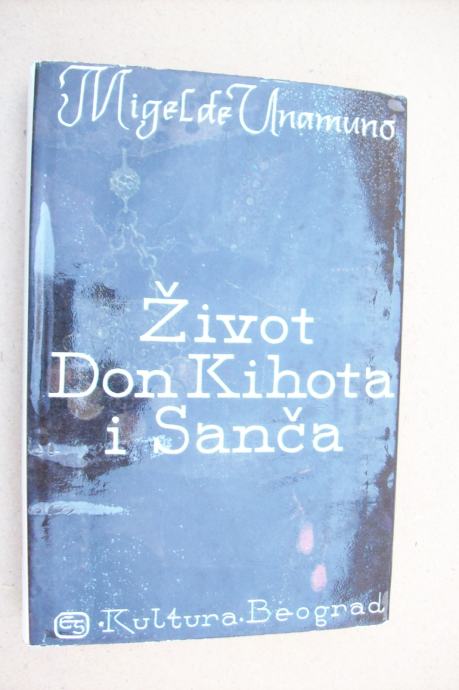 Migel de Unamuno
Život
Don Kihota
i Sanča
·Kultura·Beograd